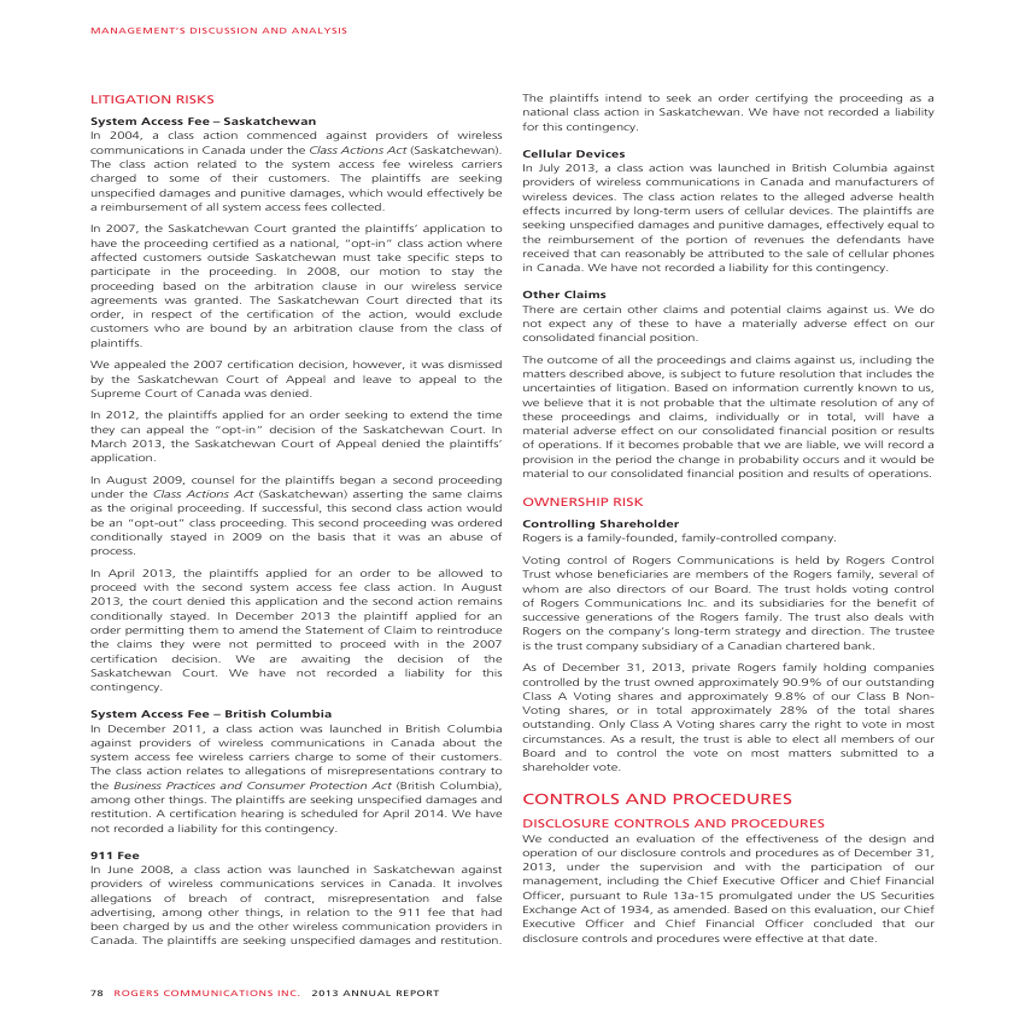 MANAGEMENT'S DISCUSSION AND ANALYSIS
LITIGATION RISKS
System Access Fee – Saskatchewan
In 2004, a class action commenced against providers of wireless
communications in Canada under the Class Actions Act (Saskatchewan).
The class action related to the system access fee wireless carriers
charged to some of their customers. The plaintiffs are seeking
unspecified damages and punitive damages, which would effectively be
a reimbursement of all system access fees collected.
In 2007, the Saskatchewan Court granted the plaintiffs' application to
have the proceeding certified as a national, "opt-in" class action where
affected customers outside Saskatchewan must take specific steps to
participate in the proceeding. In 2008, our motion to stay the
proceeding based on the arbitration clause in our wireless service
agreements was granted. The Saskatchewan Court directed that its
order, in respect of the certification of the action, would exclude
customers who are bound by an arbitration clause from the class of
plaintiffs.
We appealed the 2007 certification decision, however, it was dismissed
by the Saskatchewan Court of Appeal and leave to appeal to the
Supreme Court of Canada was denied.
In 2012, the plaintiffs applied for an order seeking to extend the time
they can appeal the "opt-in" decision of the Saskatchewan Court. In
March 2013, the Saskatchewan Court of Appeal denied the plaintiffs'
application.
In August 2009, counsel for the plaintiffs began a second proceeding
under the Class Actions Act (Saskatchewan) asserting the same claims
as the original proceeding. If successful, this second class action would
be an "opt-out" class proceeding. This second proceeding was ordered
conditionally stayed in 2009 on the basis that it was an abuse of
process.
In April 2013, the plaintiffs applied for an order to be allowed to
proceed with the second system access fee class action. In August
2013, the court denied this application and the second action remains
conditionally stayed. In December 2013 the plaintiff applied for an
order permitting them to amend the Statement of Claim to reintroduce
the claims they were not permitted to proceed with in the 2007
certification decision. We are awaiting the decision of the
Saskatchewan Court. We have not recorded a liability for this
contingency.
System Access Fee – British Columbia
In December 2011, a class action was launched in British Columbia
against providers of wireless communications in Canada about the
system access fee wireless carriers charge to some of their customers.
The class action relates to allegations of misrepresentations contrary to
the Business Practices and Consumer Protection Act (British Columbia),
among other things. The plaintiffs are seeking unspecified damages and
restitution. A certification hearing is scheduled for April 2014. We have
not recorded a liability for this contingency.
911 Fee
In June 2008, a class action was launched in Saskatchewan against
providers of wireless communications services in Canada. It involves
allegations of breach of contract, misrepresentation and false
advertising, among other things, in relation to the 911 fee that had
been charged by us and the other wireless communication providers in
Canada. The plaintiffs are seeking unspecified damages and restitution.
The plaintiffs intend to seek an order certifying the proceeding as a
national class action in Saskatchewan. We have not recorded a liability
for this contingency.
Cellular Devices
In July 2013, a class action was launched in British Columbia against
providers of wireless communications in Canada and manufacturers of
wireless devices. The class action relates to the alleged adverse health
effects incurred by long-term users of cellular devices. The plaintiffs are
seeking unspecified damages and punitive damages, effectively equal to
the reimbursement of the portion of revenues the defendants have
received that can reasonably be attributed to the sale of cellular phones
in Canada. We have not recorded a liability for this contingency.
Other Claims
There are certain other claims and potential claims against us. We do
not expect any of these to have a materially adverse effect on our
consolidated financial position.
The outcome of all the proceedings and claims against us, including the
matters described above, is subject to future resolution that includes the
uncertainties of litigation. Based on information currently known to us,
we believe that it is not probable that the ultimate resolution of any of
these proceedings and claims, individually or in total, will have a
material adverse effect on our consolidated financial position or results
of operations. If it becomes probable that we are liable, we will record a
provision in the period the change in probability occurs and it would be
material to our consolidated financial position and results of operations.
OWNERSHIP RISK
Controlling Shareholder
Rogers is a family-founded, family-controlled company.
Voting control of Rogers Communications is held by Rogers Control
Trust whose beneficiaries are members of the Rogers family, several of
whom are also directors of our Board. The trust holds voting control
of Rogers Communications Inc. and its subsidiaries for the benefit of
successive generations of the Rogers family. The trust also deals with
Rogers on the company's long-term strategy and direction. The trustee
is the trust company subsidiary of a Canadian chartered bank.
As of December 31, 2013, private Rogers family holding companies
controlled by the trust owned approximately 90.9% of our outstanding
Class A Voting shares and approximately 9.8% of our Class B Non-
Voting shares, or in total approximately 28% of the total shares
outstanding. Only Class A Voting shares carry the right to vote in most
circumstances. As a result, the trust is able to elect all members of our
Board and to control the vote on most matters submitted to a
shareholder vote.
CONTROLS AND PROCEDURES
DISCLOSURE CONTROLS AND PROCEDURES
We conducted an evaluation of the effectiveness of the design and
operation of our disclosure controls and procedures as of December 31,
2013, under the supervision and with the participation of our
management, including the Chief Executive Officer and Chief Financial
Officer, pursuant to Rule 13a-15 promulgated under the US Securities
Exchange Act of 1934, as amended. Based on this evaluation, our Chief
Executive Officer and Chief Financial Officer concluded that our
disclosure controls and procedures were effective at that date.
78 ROGERS COMMUNICATIONS INC. 2013 ANNUAL REPORT